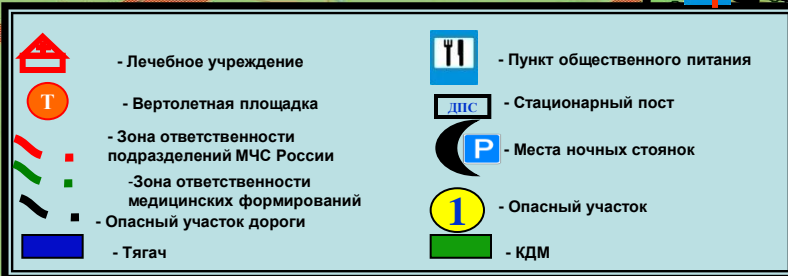 - Лечебное учреждение
Т
- Вертолетная площадка
- Зона ответственности
подразделений МЧС России
-Зона ответственности
медицинских формирований
- Опасный участок дороги
- Тягач
- Пункт общественного питания
ДПС
- Стационарный пост
P
- Места ночных стоянок
1
- Опасный участок
- КДМ